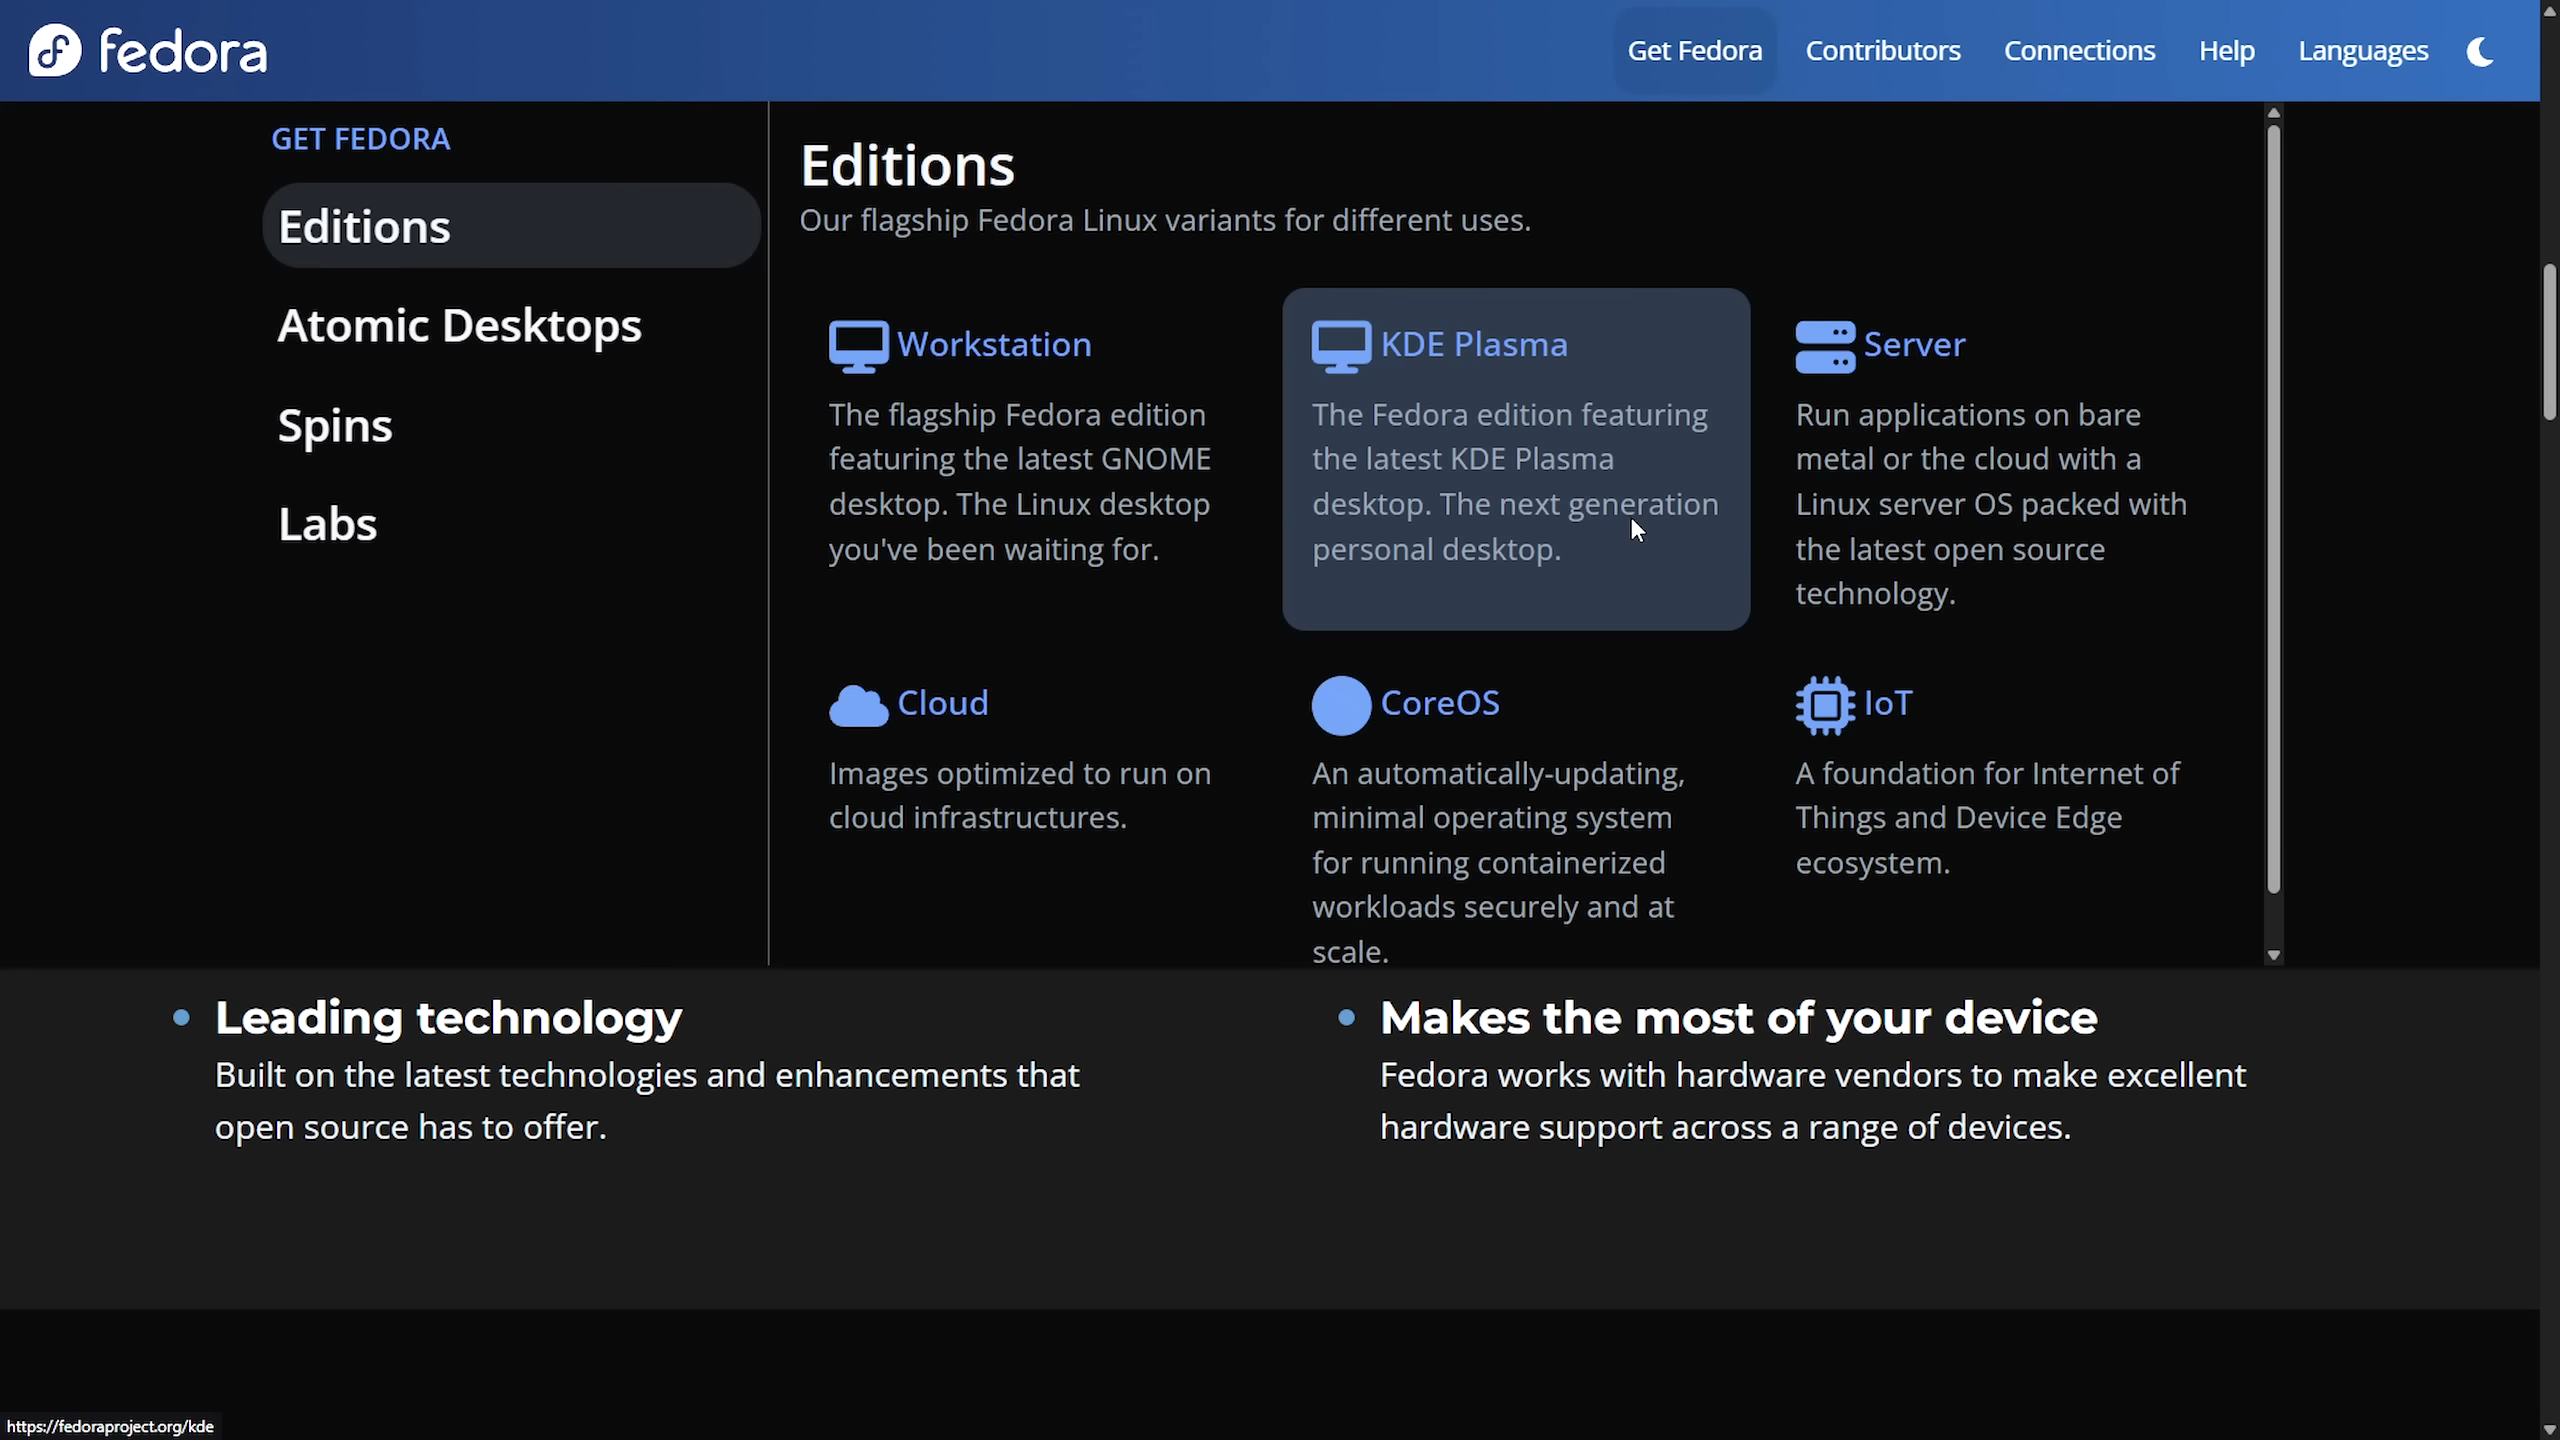 fedora
Get Fedora
Contributors
Connections
Help
Languages
GET FEDORA
Editions
Atomic Desktops
Spins
Labs
Editions
Our flagship Fedora Linux variants for different uses.
Workstation
The flagship Fedora edition
featuring the latest GNOME
desktop. The Linux desktop
you've been waiting for.
KDE Plasma
The Fedora edition featuring
the latest KDE Plasma
desktop. The next generation
personal desktop.
Server
Run applications on bare
metal or the cloud with a
Linux server OS packed with
the latest open source
technology.
Cloud
Images optimized to run on
cloud infrastructures.
CoreOS
An automatically-updating,
minimal operating system
for running containerized
workloads securely and at
scale.
IoT
A foundation for Internet of
Things and Device Edge
ecosystem.
Leading technology
Built on the latest technologies and enhancements that
open source has to offer.
Makes the most of your device
Fedora works with hardware vendors to make excellent
hardware support across a range of devices.
https://fedoraproject.org/kde